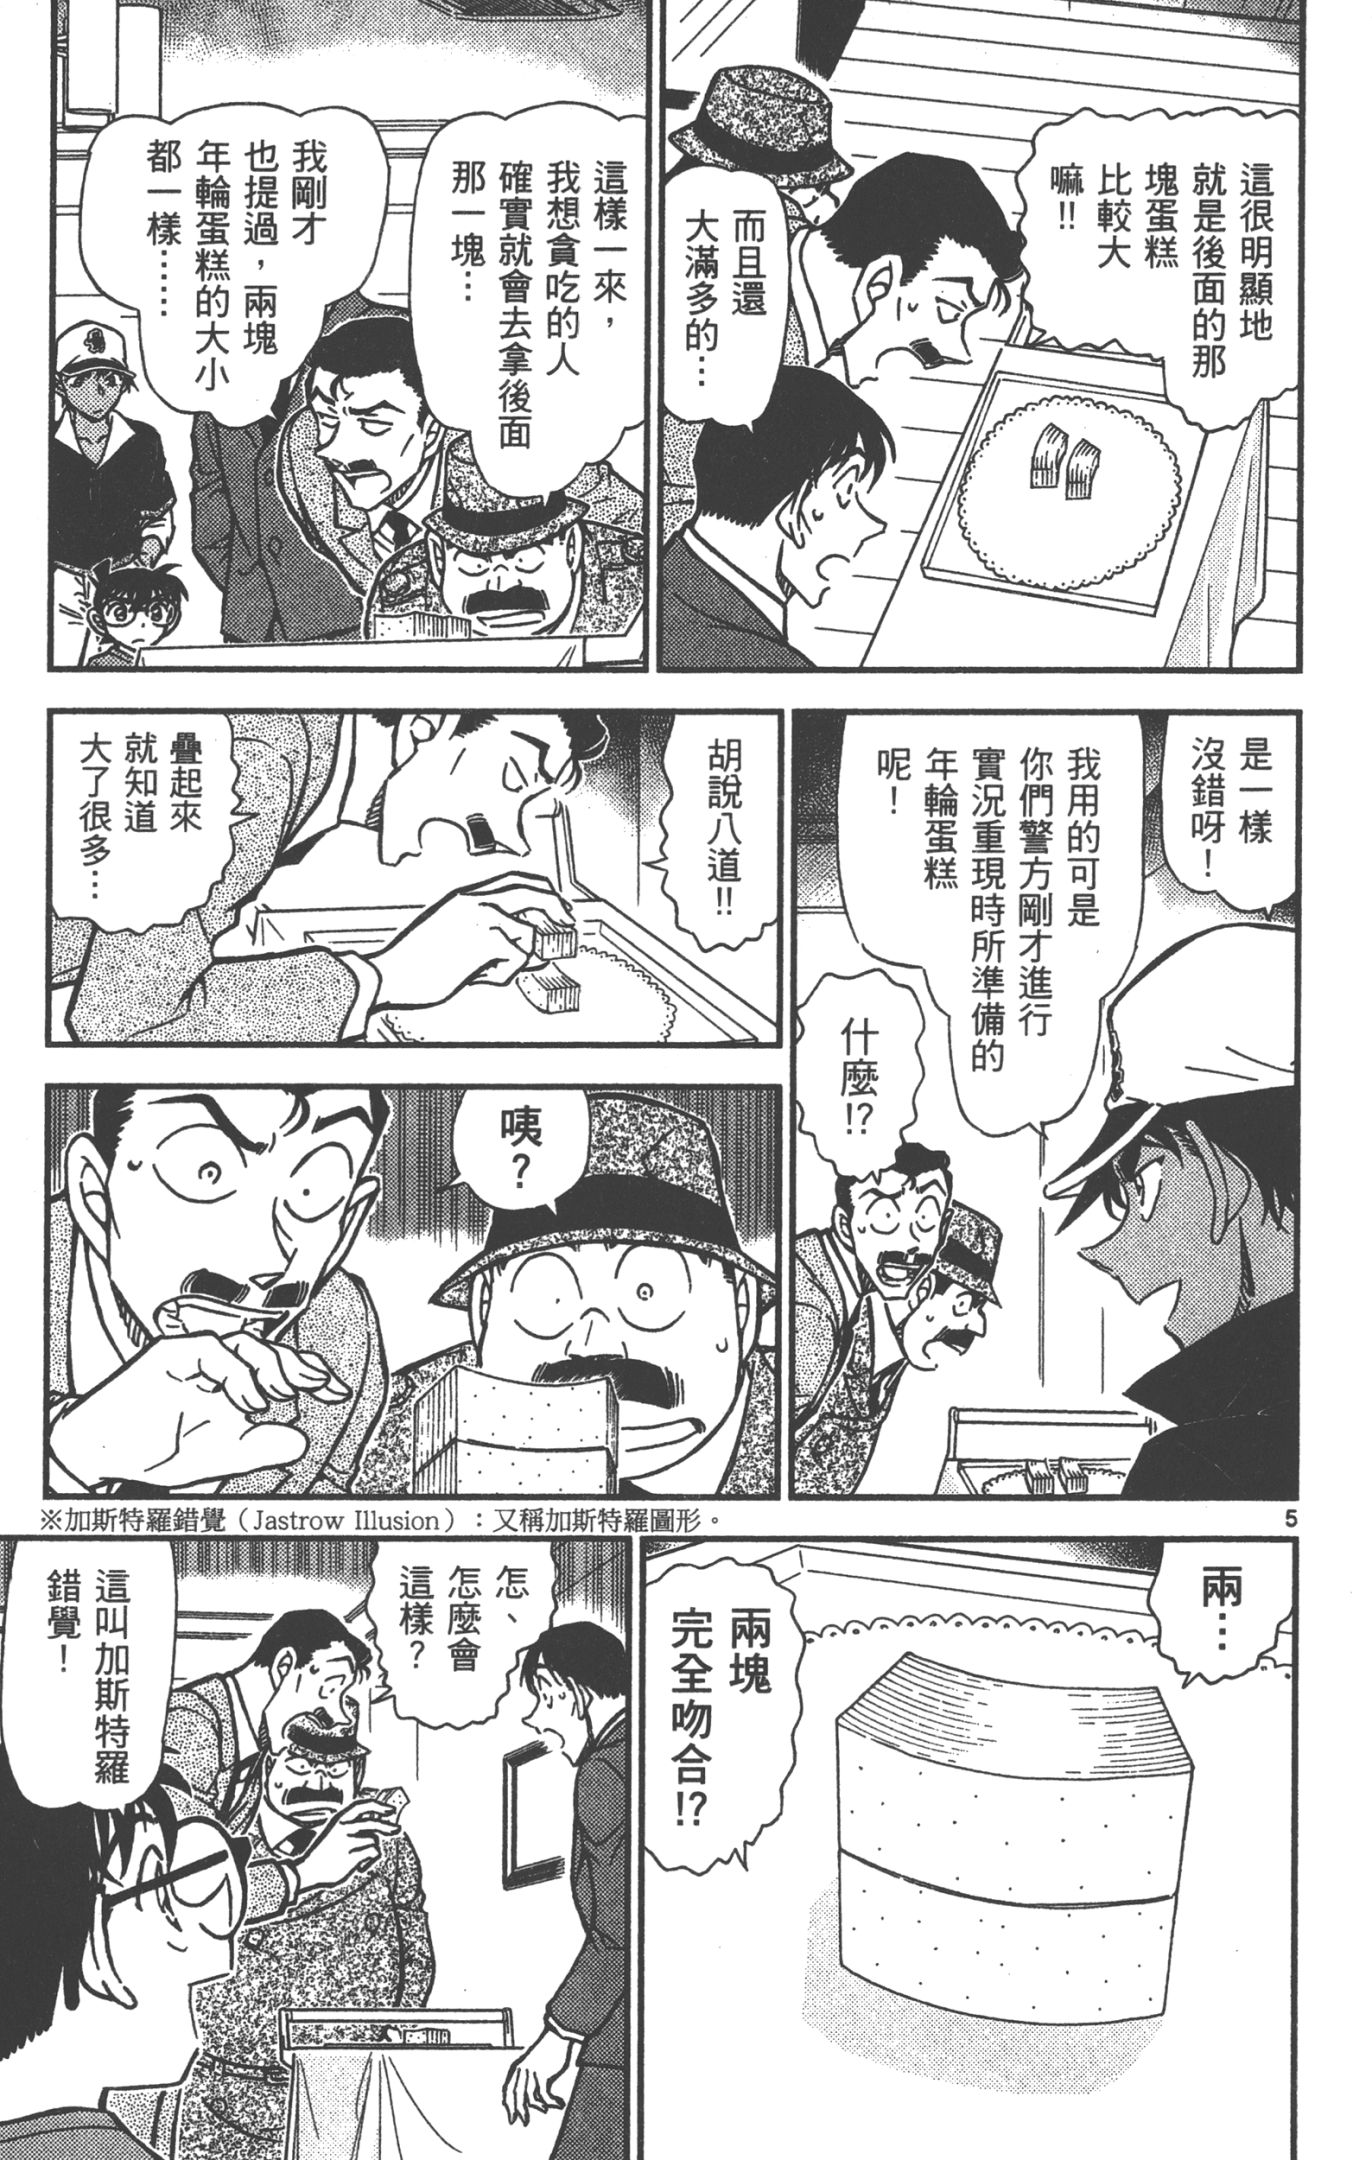 這很明顯地
就是後面的那
塊蛋糕
比較大
嘛!!
而且還
大滿多的…
這樣一來，
我想貪吃的人
確實就會去拿後面
那一塊…
我剛才
也提過，兩塊
年輪蛋糕的大小
都一樣……
是一樣
沒錯呀！
我用的可是
你們警方剛才進行
實況重現時所準備的
年輪蛋糕
呢！
什麼!?
胡說八道!!
疊起來
就知道
大了很多…
咦？
※加斯特羅錯覺（Jastrow Illusion）：又稱加斯特羅圖形。
5
兩…
兩塊
完全吻合!?
怎、
怎麼會
這樣？
這叫加斯特羅
錯覺！